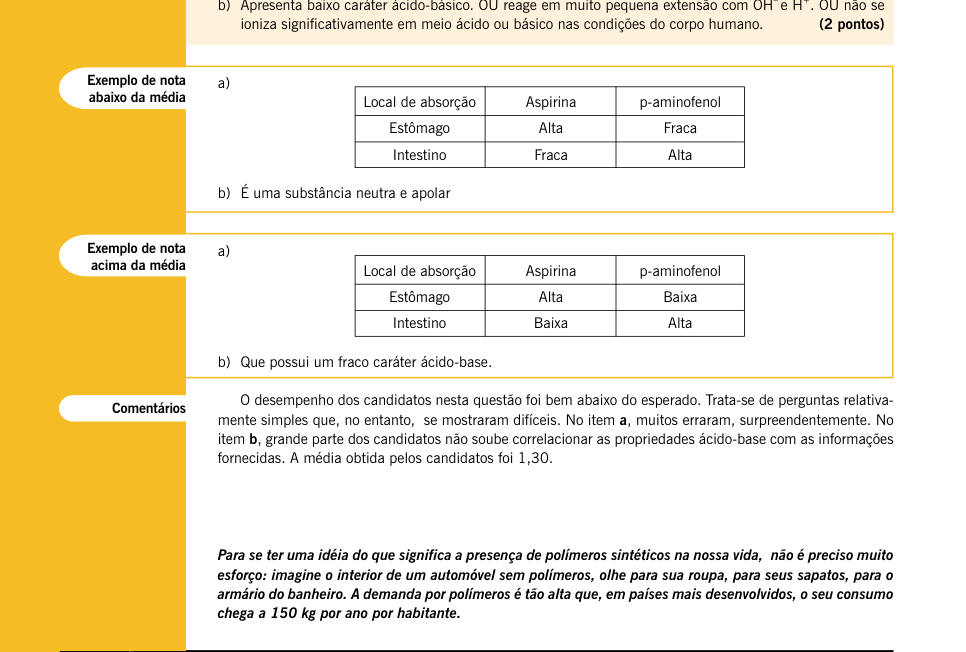 b) Apresenta baixo caráter ácido-básico. OU reage em muito pequena extensão com OH⁻ e H⁺. OU não se
ioniza significativamente em meio ácido ou básico nas condições do corpo humano. (2 pontos)
Exemplo de nota
abaixo da média
a)
Local de absorção Aspirina p-aminofenol
Estômago Alta Fraca
Intestino Fraca Alta
b) É uma substância neutra e apolar
Exemplo de nota
acima da média
a)
Local de absorção Aspirina p-aminofenol
Estômago Alta Baixa
Intestino Baixa Alta
b) Que possui um fraco caráter ácido-base.
Comentários
O desempenho dos candidatos nesta questão foi bem abaixo do esperado. Trata-se de perguntas relativa-
mente simples que, no entanto, se mostraram difíceis. No item a, muitos erraram, surpreendentemente. No
item b, grande parte dos candidatos não soube correlacionar as propriedades ácido-base com as informações
fornecidas. A média obtida pelos candidatos foi 1,30.
Para se ter uma idéia do que significa a presença de polímeros sintéticos na nossa vida, não é preciso muito
esforço: imagine o interior de um automóvel sem polímeros, olhe para sua roupa, para seus sapatos, para o
armário do banheiro. A demanda por polímeros é tão alta que, em países mais desenvolvidos, o seu consumo
chega a 150 kg por ano por habitante.